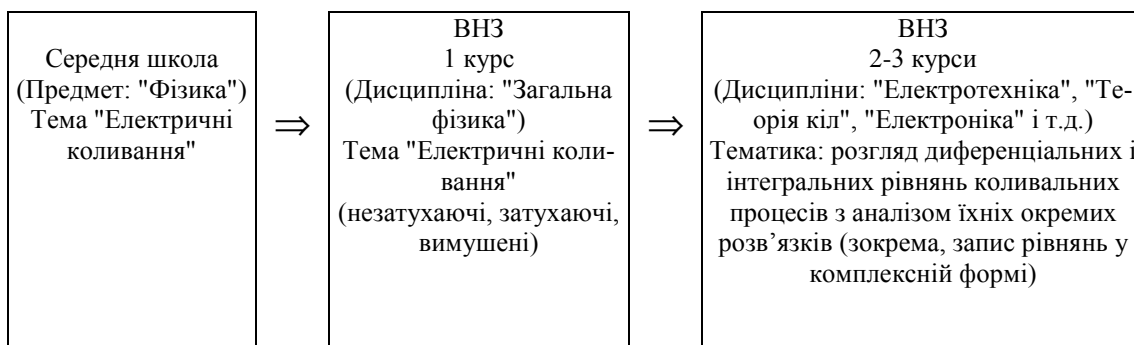 Середня школа
(Предмет: "Фізика")
Тема "Електричні
коливання"
⇒
ВНЗ
1 курс
(Дисципліна: "Загальна
фізика")
Тема "Електричні коли-
вання"
(незатухаючі, затухаючі,
вимушені)
⇒
ВНЗ
2-3 курси
(Дисципліни: "Електротехніка", "Те-
орія кіл", "Електроніка" і т.д.)
Тематика: розгляд диференціальних і
інтегральних рівнянь коливальних
процесів з аналізом їхніх окремих
розв’язків (зокрема, запис рівнянь у
комплексній формі)